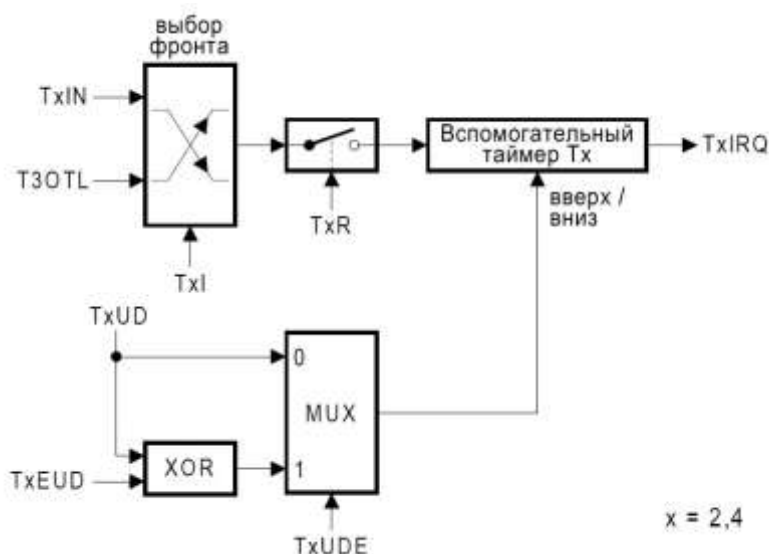 выбор
фронта
TxIN
T3OTL
TxI
TxR
Вспомогательный
таймер Tx
TxIRQ
вверх /
вниз
TxUD
0
MUX
1
XOR
TxEUD
TxUDE
x = 2,4